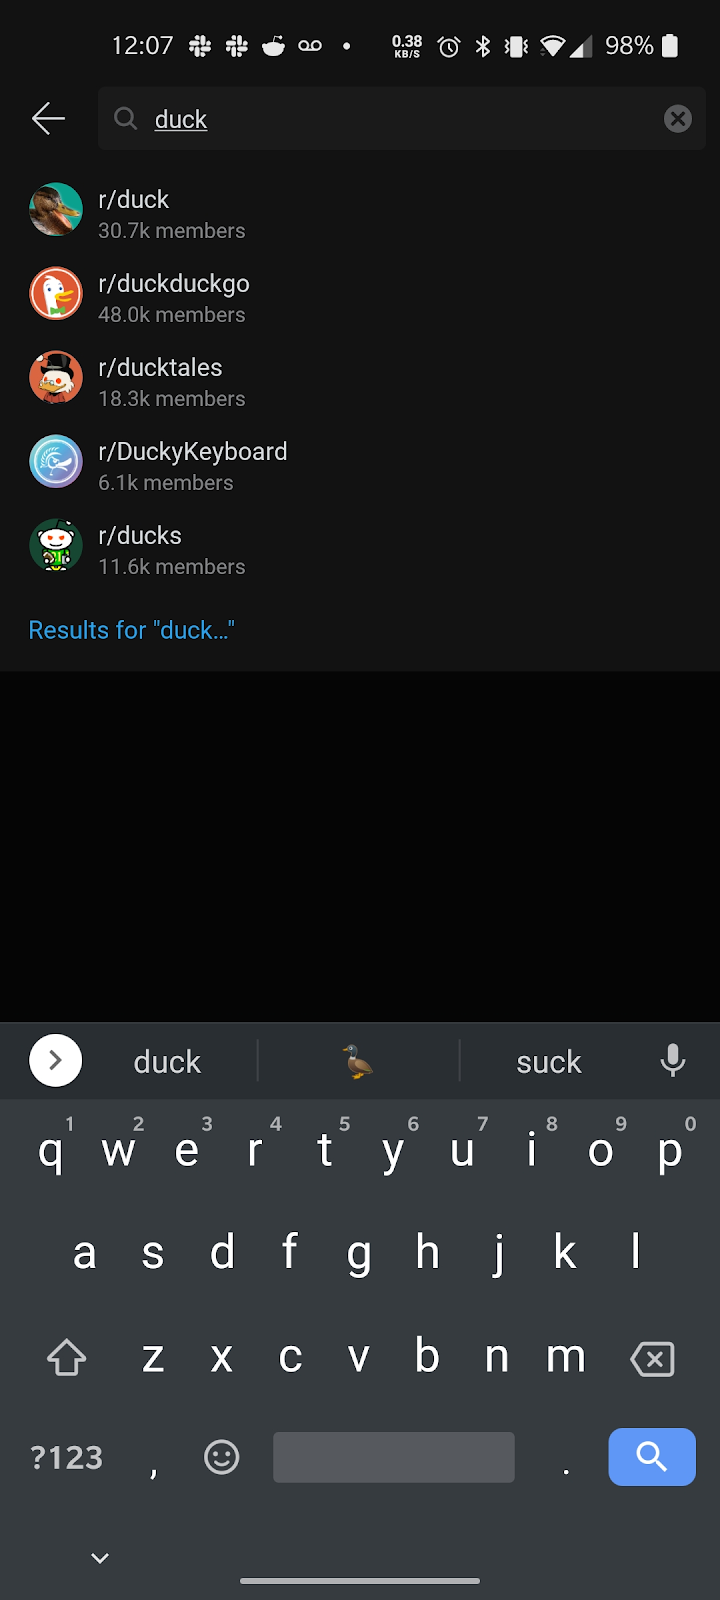 12:07 0.38 KB/S 98%
duck
r/duck
30.7k members
r/duckduckgo
48.0k members
r/ducktales
18.3k members
r/DuckyKeyboard
6.1k members
r/ducks
11.6k members
Results for "duck..."
duck suck
1 2 3 4 5 6 7 8 9 0
q w e r t y u i o p
a s d f g h j k l
z x c v b n m
?123 , .